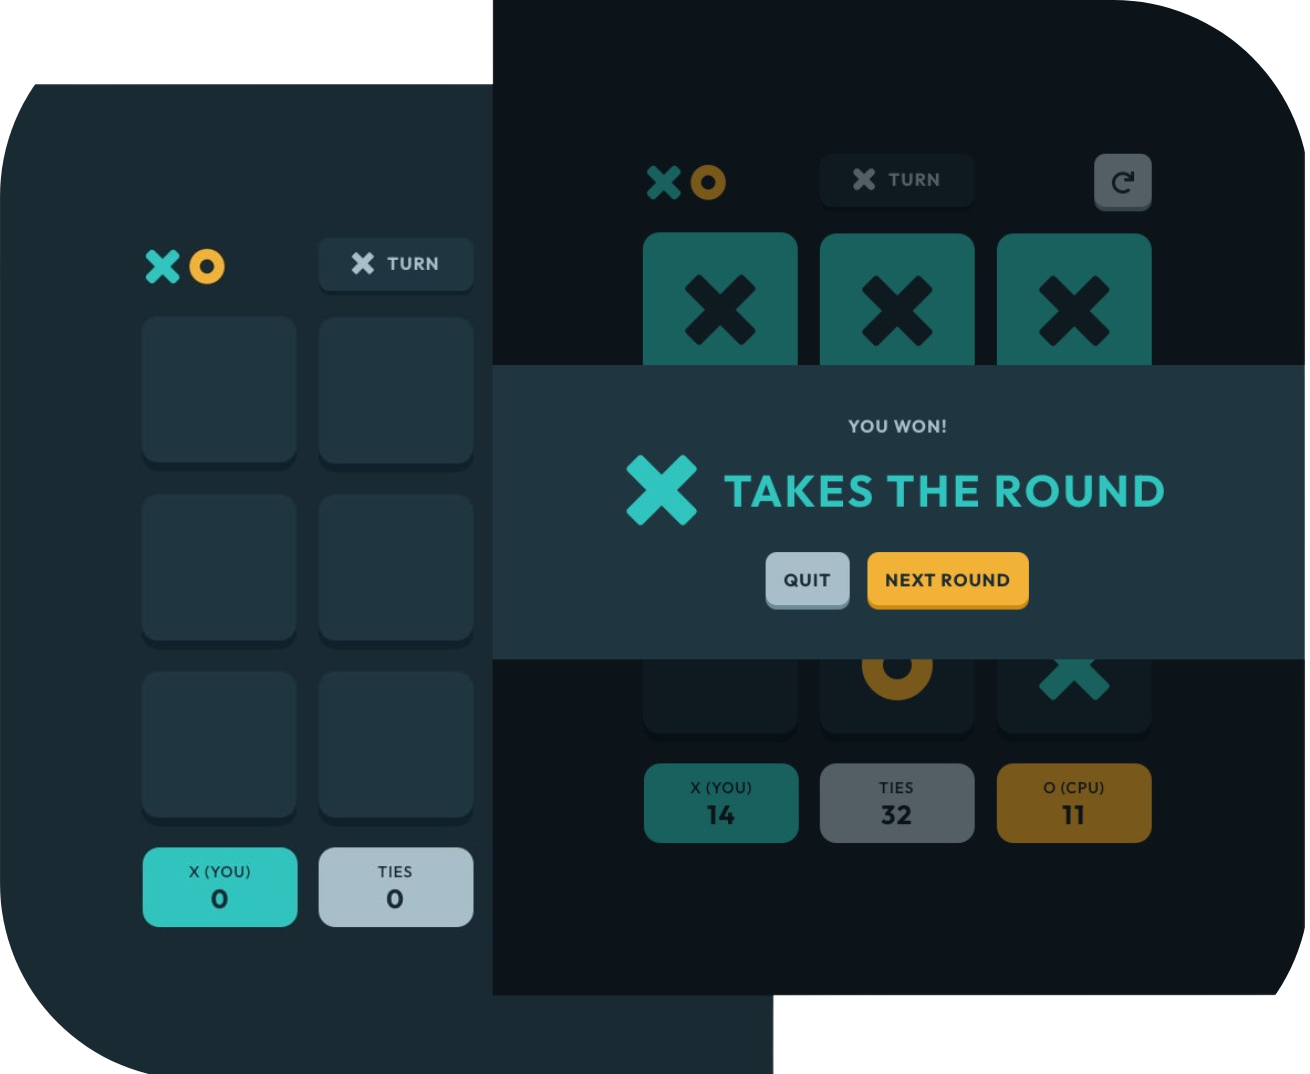 TURN
X (YOU)
0
TIES
0
TURN
YOU WON!
TAKES THE ROUND
QUIT
NEXT ROUND
X (YOU)
14
TIES
32
O (CPU)
11